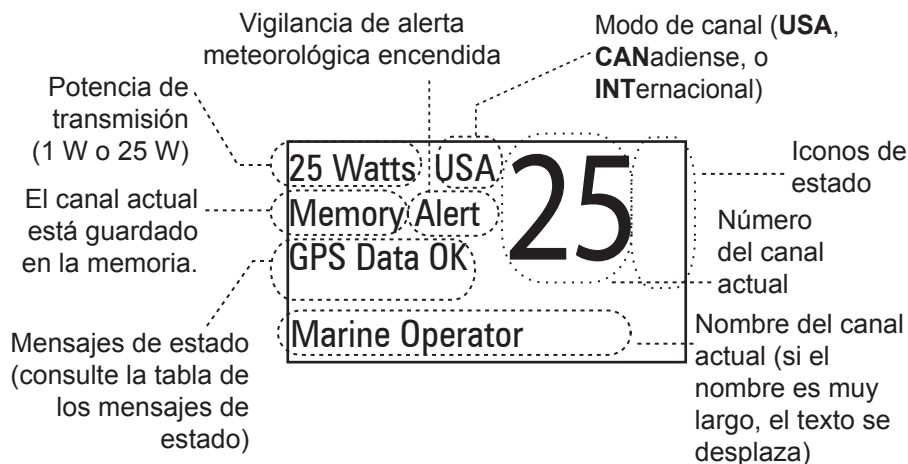 Vigilancia de alerta
meteorológica encendida
Modo de canal (USA,
CANadiense, o
INTernacional)
Potencia de
transmisión
(1 W o 25 W)
El canal actual
está guardado
en la memoria.
Mensajes de estado
(consulte la tabla de
los mensajes de
estado)
25 Watts USA
Memory Alert
GPS Data OK
Marine Operator
25
Iconos de
estado
Número
del canal
actual
Nombre del canal
actual (si el
nombre es muy
largo, el texto se
desplaza)